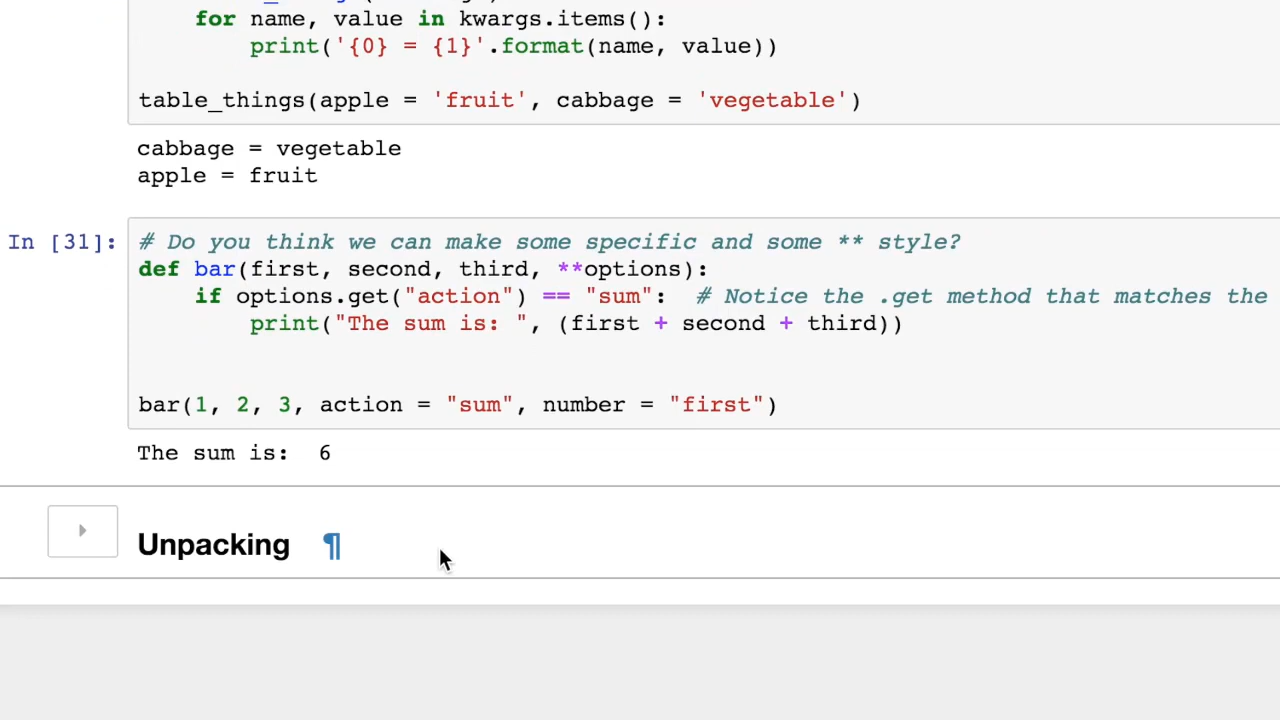 for name, value in kwargs.items():
print('{0} = {1}'.format(name, value))
table_things(apple = 'fruit', cabbage = 'vegetable')
cabbage = vegetable
apple = fruit
In [31]: # Do you think we can make some specific and some ** style?
def bar(first, second, third, **options):
if options.get("action") == "sum":  # Notice the .get method that matches the
print("The sum is: ", (first + second + third))
bar(1, 2, 3, action = "sum", number = "first")
The sum is:  6
Unpacking ¶